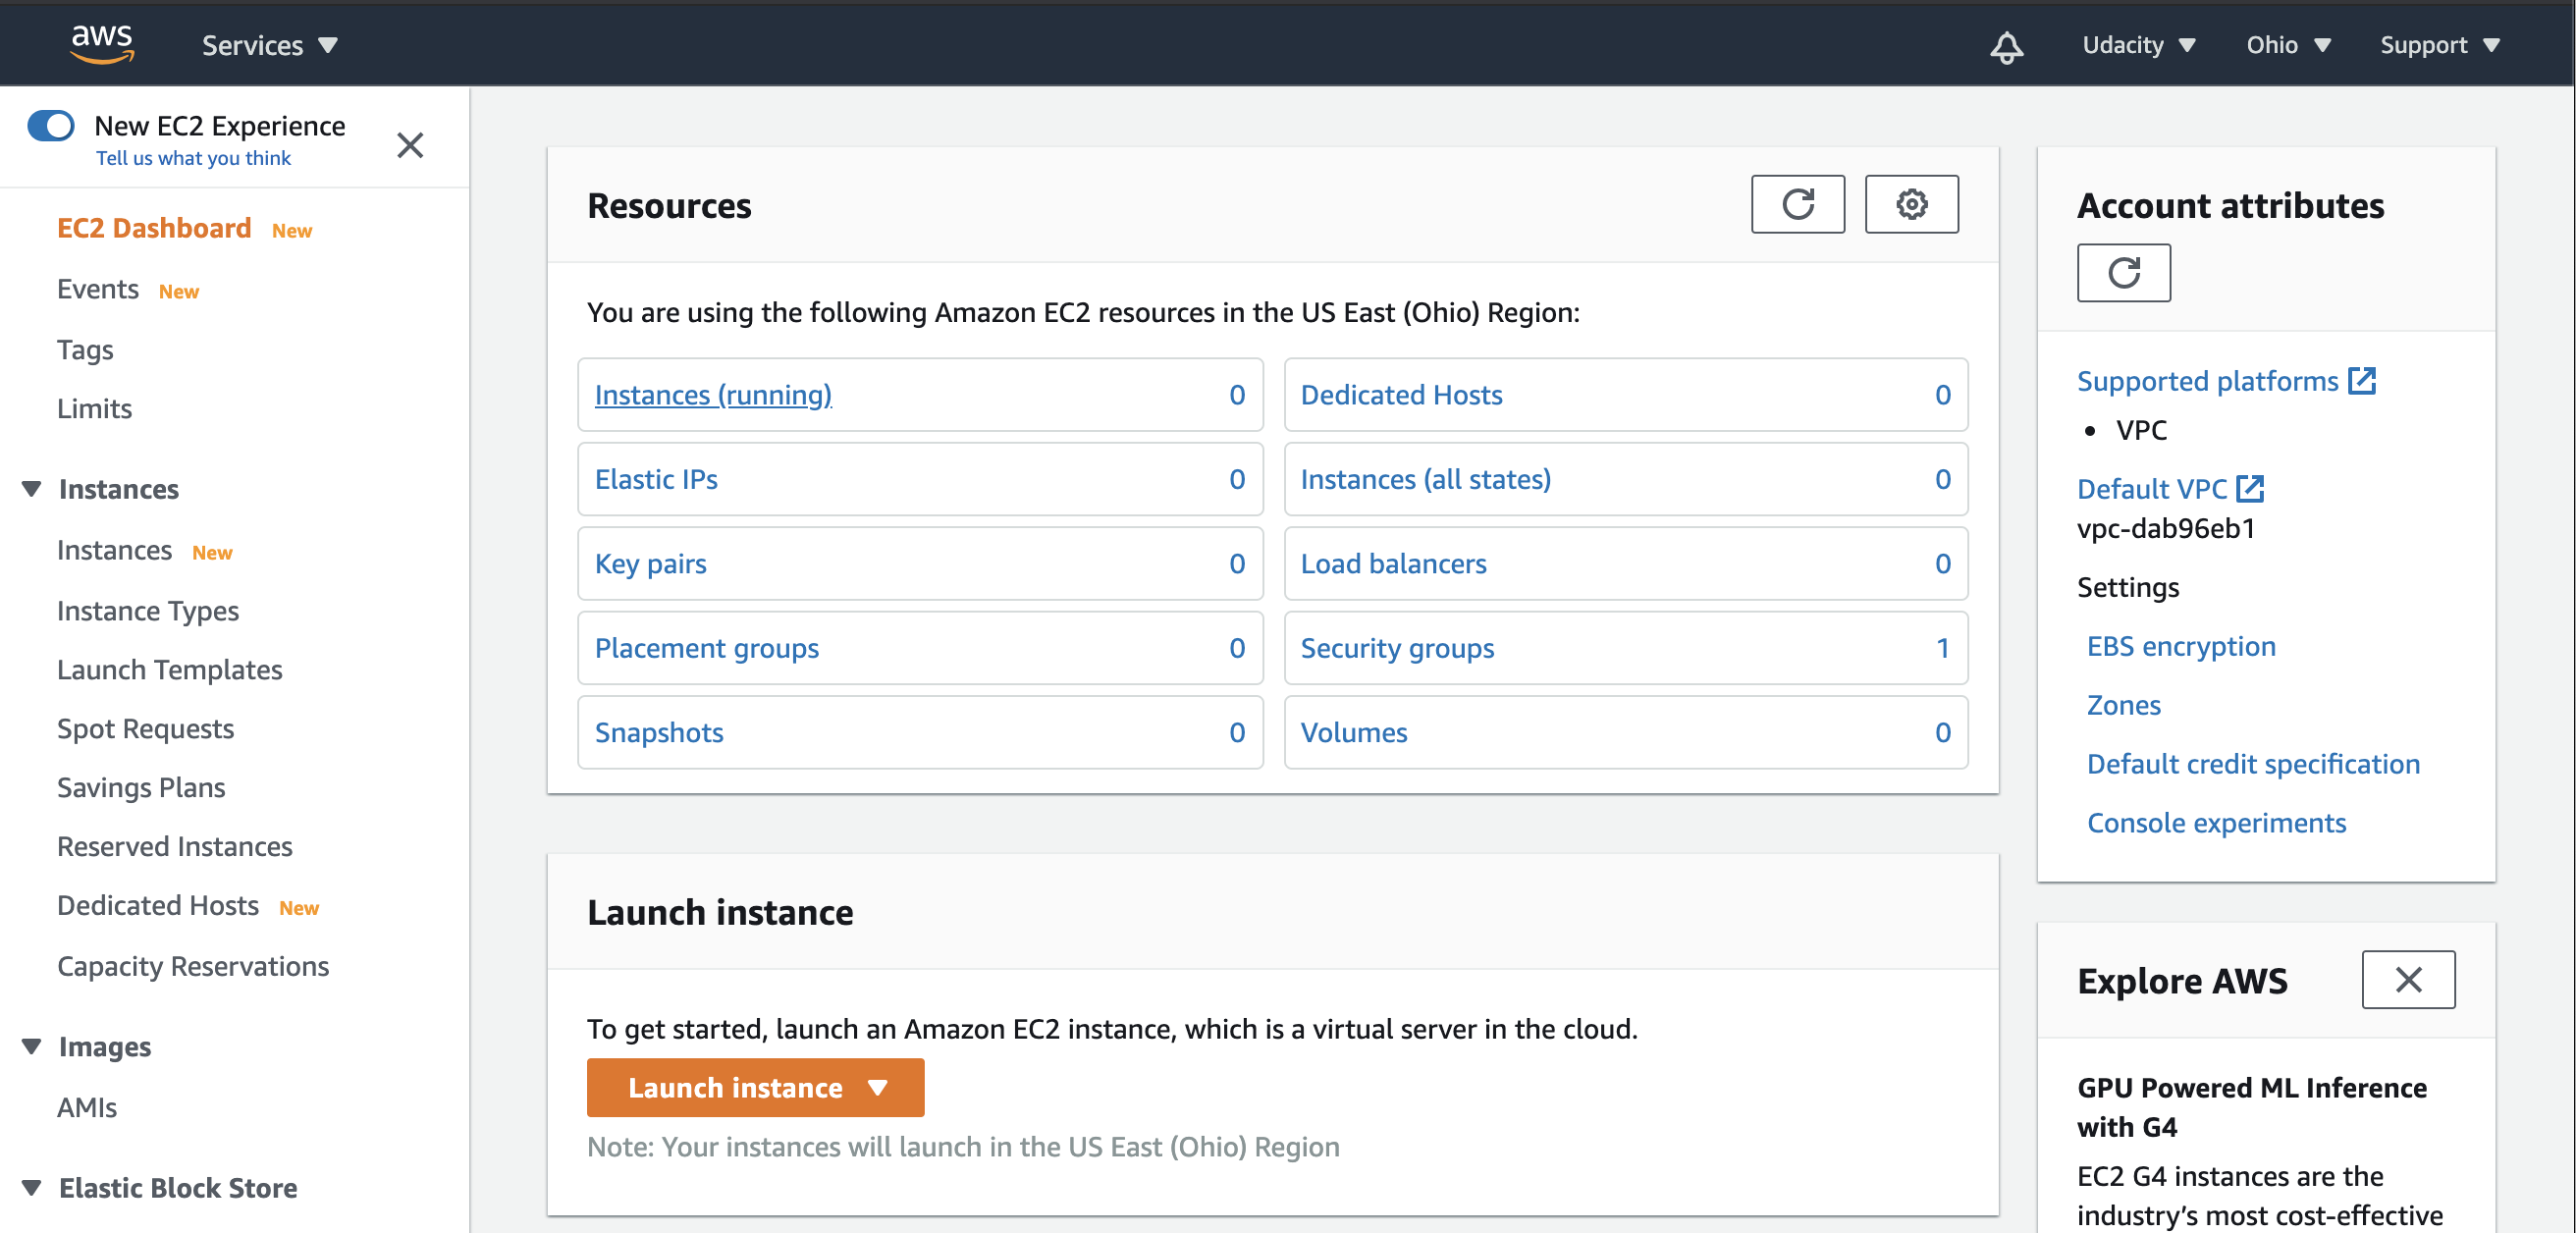 aws
Services
Udacity
Ohio
Support
New EC2 Experience
Tell us what you think
EC2 Dashboard New
Events New
Tags
Limits
Instances
Instances New
Instance Types
Launch Templates
Spot Requests
Savings Plans
Reserved Instances
Dedicated Hosts New
Capacity Reservations
Images
AMIs
Elastic Block Store
Resources
You are using the following Amazon EC2 resources in the US East (Ohio) Region:
Instances (running) 0
Dedicated Hosts 0
Elastic IPs 0
Instances (all states) 0
Key pairs 0
Load balancers 0
Placement groups 0
Security groups 1
Snapshots 0
Volumes 0
Launch instance
To get started, launch an Amazon EC2 instance, which is a virtual server in the cloud.
Launch instance
Note: Your instances will launch in the US East (Ohio) Region
Account attributes
Supported platforms
• VPC
Default VPC
vpc-dab96eb1
Settings
EBS encryption
Zones
Default credit specification
Console experiments
Explore AWS
GPU Powered ML Inference
with G4
EC2 G4 instances are the
industry's most cost-effective